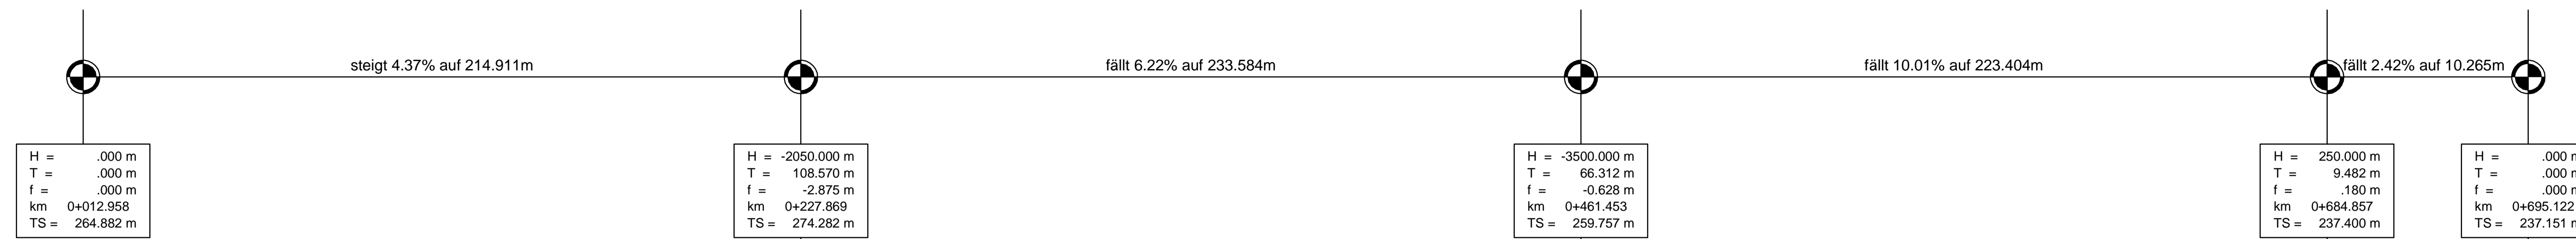 steigt 4.37% auf 214.911m
fällt 6.22% auf 233.584m
fällt 10.01% auf 223.404m
fällt 2.42% auf 10.265m
H = .000 m
T = .000 m
f = .000 m
km 0+012.958
TS = 264.882 m
H = -2050.000 m
T = 108.570 m
f = -2.875 m
km 0+227.869
TS = 274.282 m
H = -3500.000 m
T = 66.312 m
f = -0.628 m
km 0+461.453
TS = 259.757 m
H = 250.000 m
T = 9.482 m
f = .180 m
km 0+684.857
TS = 237.400 m
H = .000 m
T = .000 m
f = .000 m
km 0+695.122
TS = 237.151 m